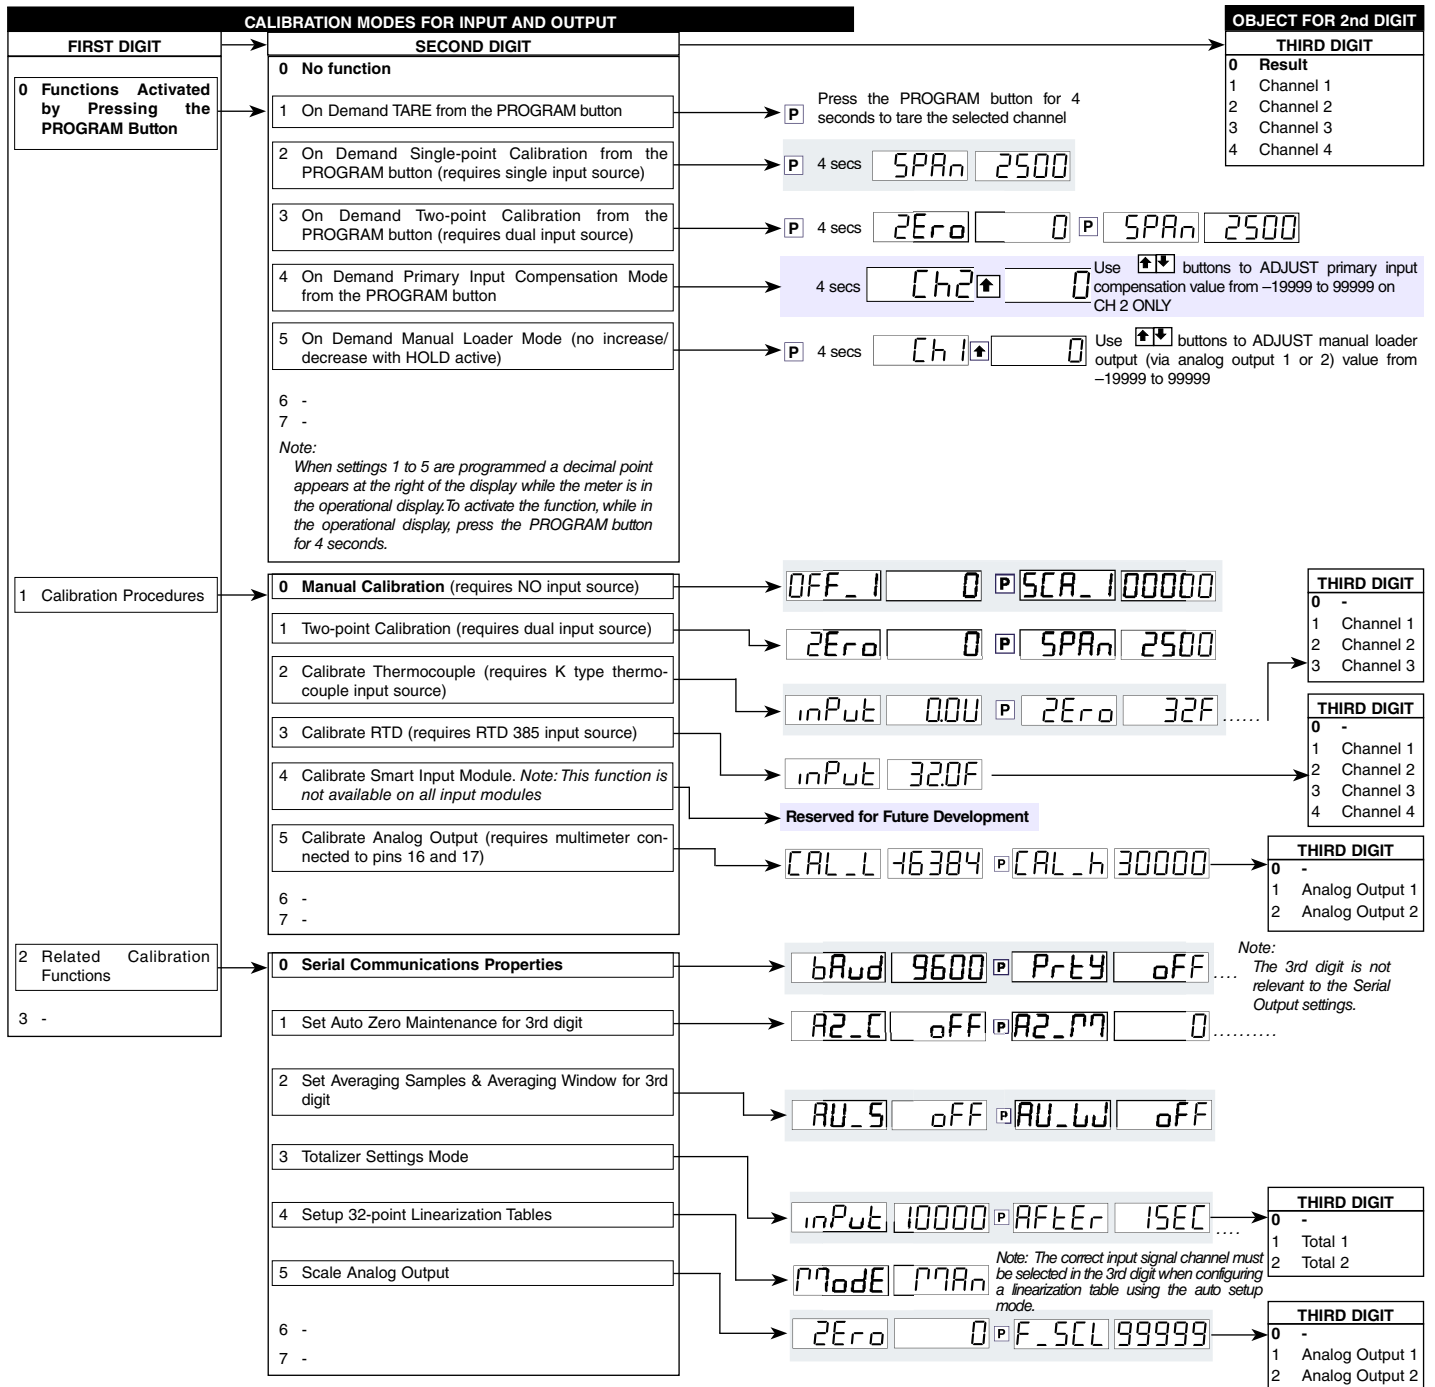 CALIBRATION MODES FOR INPUT AND OUTPUT
OBJECT FOR 2nd DIGIT
FIRST DIGIT
SECOND DIGIT
THIRD DIGIT
0 Result
1 Channel 1
2 Channel 2
3 Channel 3
4 Channel 4
0 Functions Activated
by Pressing the
PROGRAM Button
0 No function
1 On Demand TARE from the PROGRAM button
P Press the PROGRAM button for 4
seconds to tare the selected channel
2 On Demand Single-point Calibration from the
PROGRAM button (requires single input source)
P 4 secs SPAn 2500
3 On Demand Two-point Calibration from the
PROGRAM button (requires dual input source)
P 4 secs ZEro 0 P SPAn 2500
4 On Demand Primary Input Compensation Mode
from the PROGRAM button
4 secs Ch2 0
Use buttons to ADJUST primary input
compensation value from –19999 to 99999 on
CH 2 ONLY
5 On Demand Manual Loader Mode (no increase/
decrease with HOLD active)
P 4 secs Ch1 0
Use buttons to ADJUST manual loader
output (via analog output 1 or 2) value from
–19999 to 99999
6 -
7 -
Note:
When settings 1 to 5 are programmed a decimal point
appears at the right of the display while the meter is in
the operational display.To activate the function, while in
the operational display, press the PROGRAM button
for 4 seconds.
1 Calibration Procedures
0 Manual Calibration (requires NO input source)
OFF_1 0 P SCA_1 00000
1 Two-point Calibration (requires dual input source)
ZEro 0 P SPAn 2500
2 Calibrate Thermocouple (requires K type thermo-
couple input source)
inPut 0.0U P ZEro 32F ......
THIRD DIGIT
0 -
1 Channel 1
2 Channel 2
3 Channel 3
3 Calibrate RTD (requires RTD 385 input source)
inPut 32.0F
THIRD DIGIT
0 -
1 Channel 1
2 Channel 2
3 Channel 3
4 Channel 4
4 Calibrate Smart Input Module. Note: This function is
not available on all input modules
Reserved for Future Development
5 Calibrate Analog Output (requires multimeter con-
nected to pins 16 and 17)
CAL_L -16384 P CAL_h 30000
THIRD DIGIT
0 -
1 Analog Output 1
2 Analog Output 2
6 -
7 -
2 Related Calibration
Functions
3 -
0 Serial Communications Properties
bAud 9600 P PrtY oFF ....
Note:
The 3rd digit is not
relevant to the Serial
Output settings.
1 Set Auto Zero Maintenance for 3rd digit
AZ_C oFF P AZ_M 0 ..........
2 Set Averaging Samples & Averaging Window for 3rd
digit
AU_S oFF P AU_W oFF
3 Totalizer Settings Mode
inPut 10000 P AFtEr 1SEC ....
THIRD DIGIT
0 -
1 Total 1
2 Total 2
4 Setup 32-point Linearization Tables
ModE MAn
Note: The correct input signal channel must
be selected in the 3rd digit when configuring
a linearization table using the auto setup
mode.
5 Scale Analog Output
ZEro 0 P F_SCL 99999
THIRD DIGIT
0 -
1 Analog Output 1
2 Analog Output 2
6 -
7 -